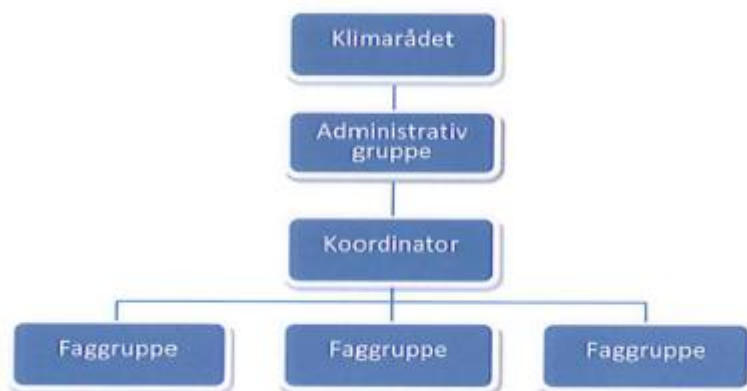 Klimarådet
Administrativ
gruppe
Koordinator
Faggruppe
Faggruppe
Faggruppe